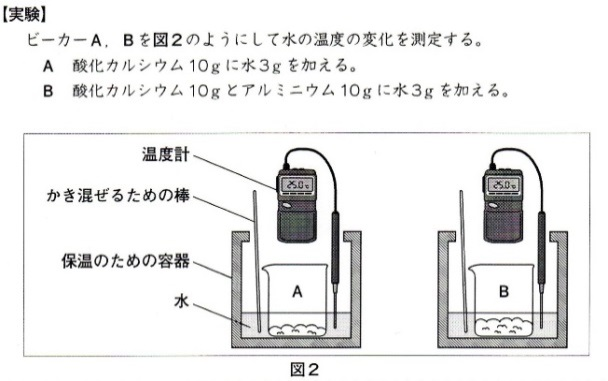 【実験】
ビーカーA,Bを図2のようにして水の温度の変化を測定する。
A 酸化カルシウム10gに水3gを加える。
B 酸化カルシウム10gとアルミニウム10gに水3gを加える。
温度計
かき混ぜるための棒
保温のための容器
水
25.0℃
A
25.0℃
B
図2